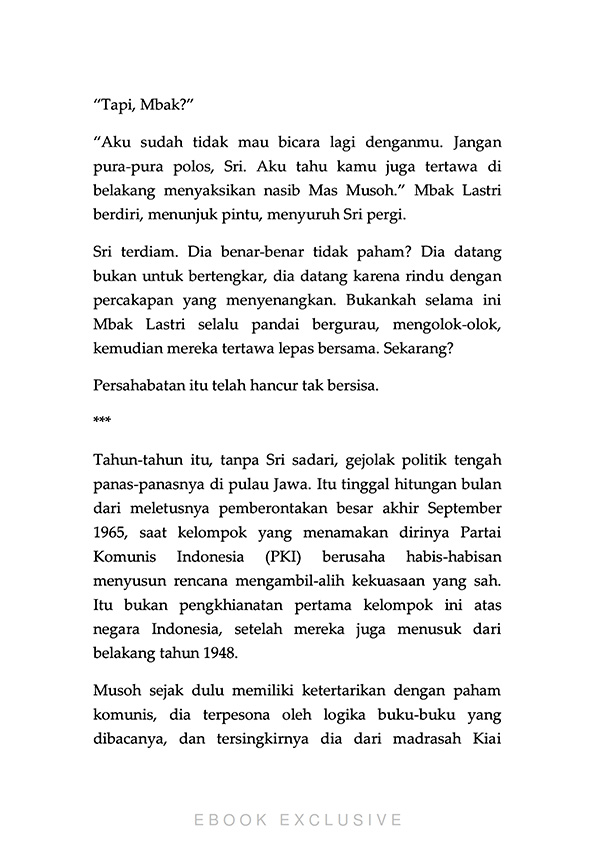 “Tapi, Mbak?”
“Aku sudah tidak mau bicara lagi denganmu. Jangan
pura-pura polos, Sri. Aku tahu kamu juga tertawa di
belakang menyaksikan nasib Mas Musoh.” Mbak Lastri
berdiri, menunjuk pintu, menyuruh Sri pergi.
Sri terdiam. Dia benar-benar tidak paham? Dia datang
bukan untuk bertengkar, dia datang karena rindu dengan
percakapan yang menyenangkan. Bukankah selama ini
Mbak Lastri selalu pandai bergurau, mengolok-olok,
kemudian mereka tertawa lepas bersama. Sekarang?
Persahabatan itu telah hancur tak bersisa.
***
Tahun-tahun itu, tanpa Sri sadari, gejolak politik tengah
panas-panasnya di pulau Jawa. Itu tinggal hitungan bulan
dari meletusnya pemberontakan besar akhir September
1965, saat kelompok yang menamakan dirinya Partai
Komunis Indonesia (PKI) berusaha habis-habisan
menyusun rencana mengambil-alih kekuasaan yang sah.
Itu bukan pengkhianatan pertama kelompok ini atas
negara Indonesia, setelah mereka juga menusuk dari
belakang tahun 1948.
Musoh sejak dulu memiliki ketertarikan dengan paham
komunis, dia terpesona oleh logika buku-buku yang
dibacanya, dan tersingkirnya dia dari madrasah Kiai
EBOOK EXCLUSIVE